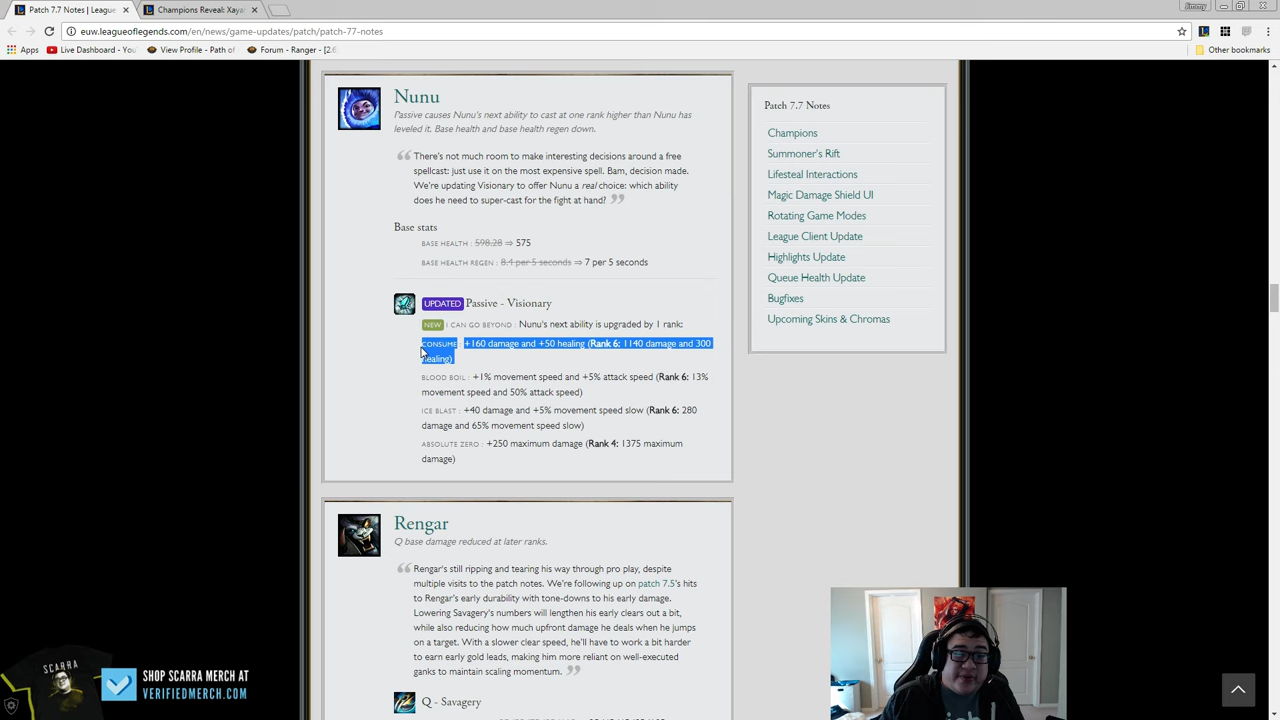 Patch 7.7 Notes | League
Champions Reveal: Xaya
Jimmy
euw.leagueoflegends.com/en/news/game-updates/patch/patch-77-notes
Apps
Live Dashboard - You
View Profile - Path of
Forum - Ranger - [2.6
Other bookmarks
Nunu
Passive causes Nunu's next ability to cast at one rank higher than Nunu has
leveled it. Base health and base health regen down.
There's not much room to make interesting decisions around a free
spellcast: just use it on the most expensive spell. Bam, decision made.
We're updating Visionary to offer Nunu a real choice: which ability
does he need to super-cast for the fight at hand?
Base stats
BASE HEALTH : 598.28 ⇒ 575
BASE HEALTH REGEN : 8.4 per 5 seconds ⇒ 7 per 5 seconds
UPDATED Passive - Visionary
NEW I CAN GO BEYOND : Nunu's next ability is upgraded by 1 rank:
CONSUME : +160 damage and +50 healing (Rank 6: 1140 damage and 300
healing)
BLOOD BOIL : +1% movement speed and +5% attack speed (Rank 6: 13%
movement speed and 50% attack speed)
ICE BLAST : +40 damage and +5% movement speed slow (Rank 6: 280
damage and 65% movement speed slow)
ABSOLUTE ZERO : +250 maximum damage (Rank 4: 1375 maximum
damage)
Rengar
Q base damage reduced at later ranks.
Rengar's still ripping and tearing his way through pro play, despite
multiple visits to the patch notes. We're following up on patch 7.5's hits
to Rengar's early durability with tone-downs to his early damage.
Lowering Savagery's numbers will lengthen his early clears out a bit,
while also reducing how much upfront damage he deals when he jumps
on a target. With a slower clear speed, he'll have to work a bit harder
to earn early gold leads, making him more reliant on well-executed
ganks to maintain scaling momentum.
Q - Savagery
Patch 7.7 Notes
Champions
Summoner's Rift
Lifesteal Interactions
Magic Damage Shield UI
Rotating Game Modes
League Client Update
Highlights Update
Queue Health Update
Bugfixes
Upcoming Skins & Chromas
SCARRA
SHOP SCARRA MERCH AT
VERIFIEDMERCH.COM